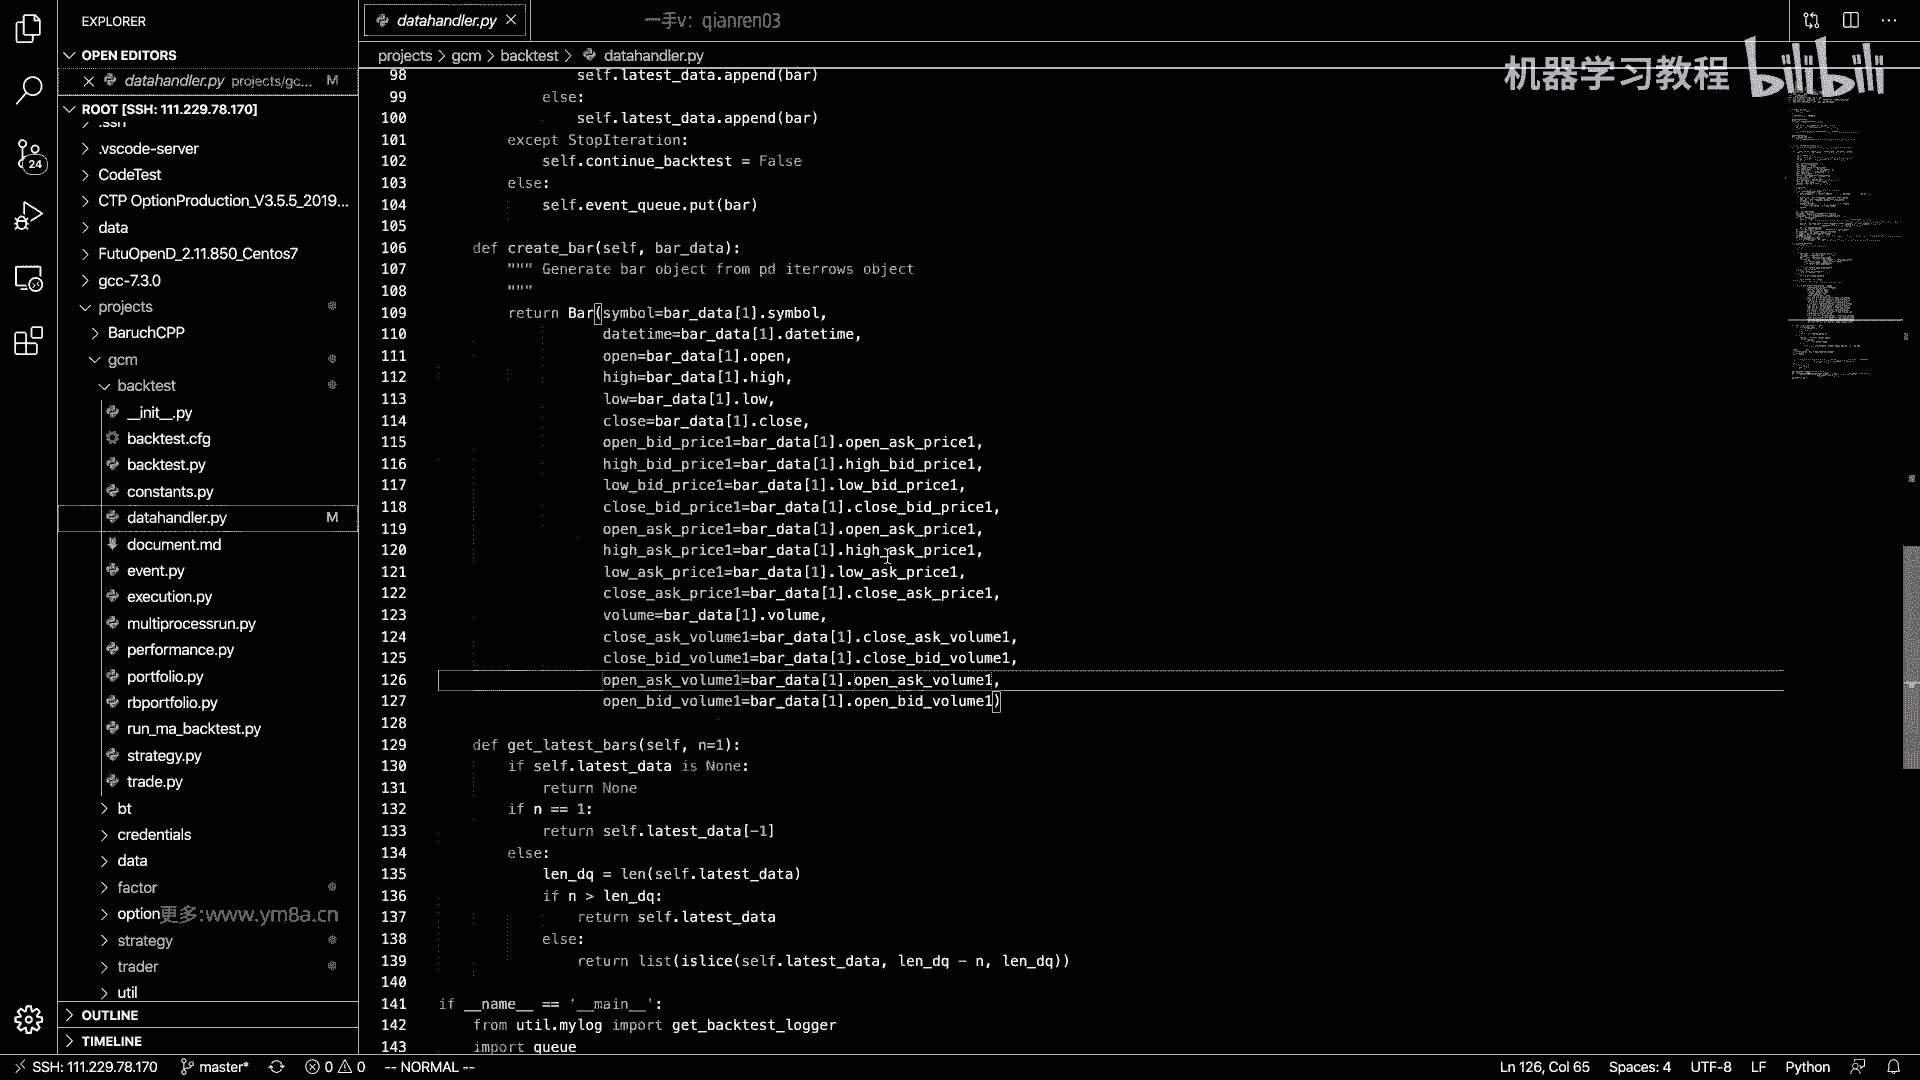 EXPLORER
OPEN EDITORS
datahandler.py projects/gc... M
ROOT [SSH: 111.229.78.170]
.ssh
.vscode-server
CodeTest
CTP OptionProduction_V3.5.5_2019...
data
FutuOpenD_2.11.850_Centos7
gcc-7.3.0
projects
BaruchCPP
gcm
backtest
__init__.py
backtest.cfg
backtest.py
constants.py
datahandler.py M
document.md
event.py
execution.py
multiprocessrun.py
performance.py
portfolio.py
rbportfolio.py
run_ma_backtest.py
strategy.py
trade.py
bt
credentials
data
factor
option
更多:www.ym8a.cn
strategy
trader
util
OUTLINE
TIMELINE
24
datahandler.py
一手v: qianren03
projects > gcm > backtest > datahandler.py
机器学习教程 bilibili
98 self.latest_data.append(bar)
99 else:
100 self.latest_data.append(bar)
101 except StopIteration:
102 self.continue_backtest = False
103 else:
104 self.event_queue.put(bar)
105
106 def create_bar(self, bar_data):
107 """ Generate bar object from pd iterrows object
108 """
109 return Bar(symbol=bar_data[1].symbol,
110 datetime=bar_data[1].datetime,
111 open=bar_data[1].open,
112 high=bar_data[1].high,
113 low=bar_data[1].low,
114 close=bar_data[1].close,
115 open_bid_price1=bar_data[1].open_ask_price1,
116 high_bid_price1=bar_data[1].high_bid_price1,
117 low_bid_price1=bar_data[1].low_bid_price1,
118 close_bid_price1=bar_data[1].close_bid_price1,
119 open_ask_price1=bar_data[1].open_ask_price1,
120 high_ask_price1=bar_data[1].high_ask_price1,
121 low_ask_price1=bar_data[1].low_ask_price1,
122 close_ask_price1=bar_data[1].close_ask_price1,
123 volume=bar_data[1].volume,
124 close_ask_volume1=bar_data[1].close_ask_volume1,
125 close_bid_volume1=bar_data[1].close_bid_volume1,
126 open_ask_volume1=bar_data[1].open_ask_volume1,
127 open_bid_volume1=bar_data[1].open_bid_volume1)
128
129 def get_latest_bars(self, n=1):
130 if self.latest_data is None:
131 return None
132 if n == 1:
133 return self.latest_data[-1]
134 else:
135 len_dq = len(self.latest_data)
136 if n > len_dq:
137 return self.latest_data
138 else:
139 return list(islice(self.latest_data, len_dq - n, len_dq))
140
141 if __name__ == '__main__':
142 from util.mylog import get_backtest_logger
143 import queue
SSH: 111.229.78.170 master* 0 0 -- NORMAL -- Ln 126, Col 65 Spaces: 4 UTF-8 LF Python